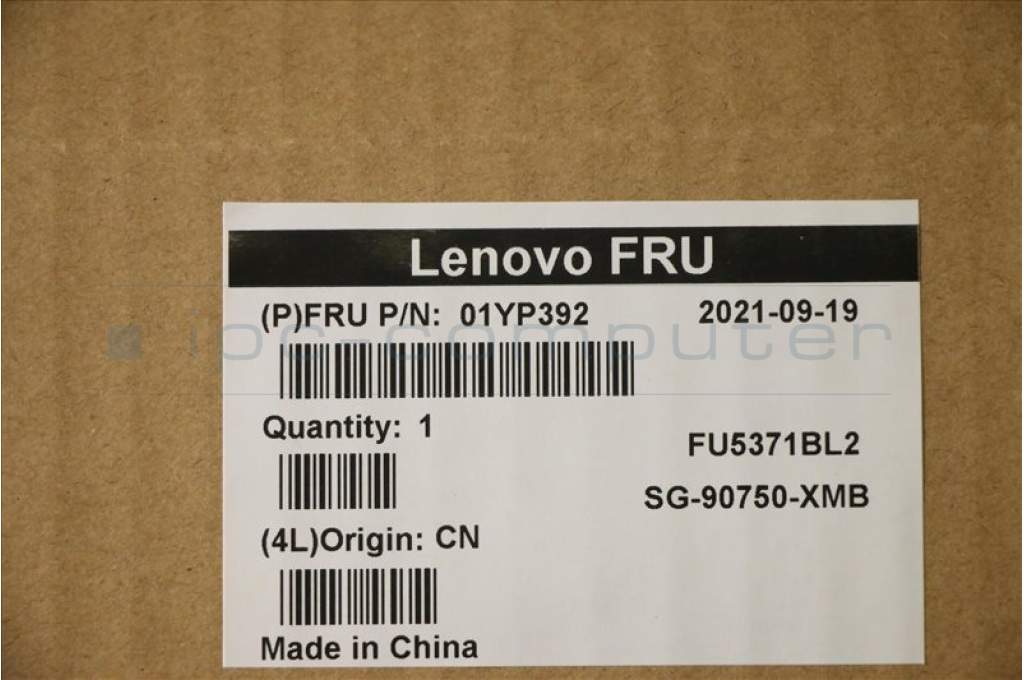 Lenovo FRU
(P)FRU P/N: 01YP392 2021-09-19
ipc-computer
Quantity: 1
FU5371BL2
SG-90750-XMB
(4L)Origin: CN
Made in China